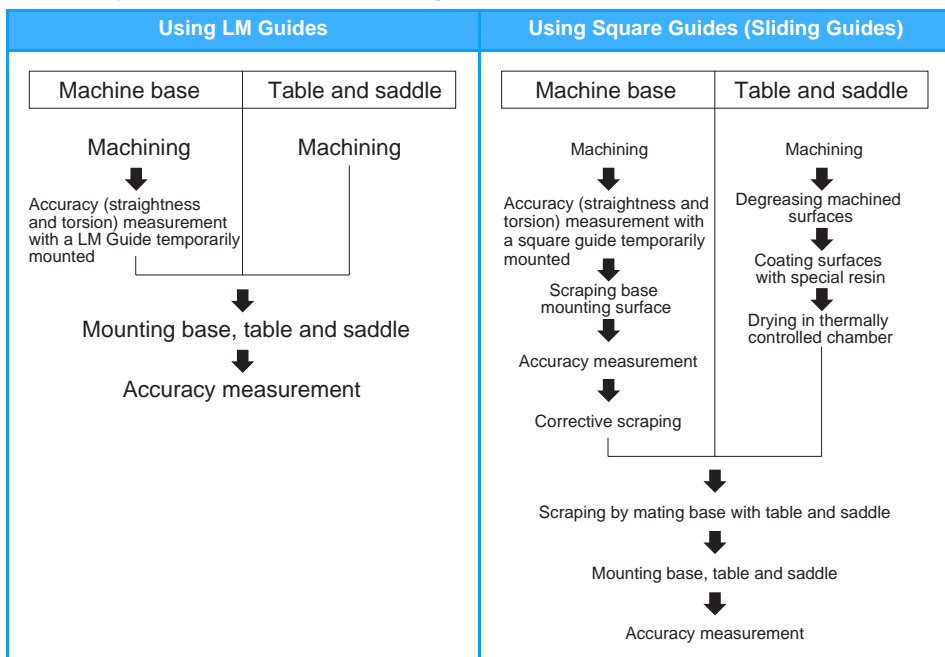 Using LM Guides
Machine base
Table and saddle
Machining
Machining
Accuracy (straightness
and torsion) measurement
with a LM Guide temporarily
mounted
Mounting base, table and saddle
Accuracy measurement
Using Square Guides (Sliding Guides)
Machine base
Table and saddle
Machining
Accuracy (straightness and
torsion) measurement with
a square guide temporarily
mounted
Scraping base
mounting surface
Accuracy measurement
Corrective scraping
Machining
Degreasing machined
surfaces
Coating surfaces
with special resin
Drying in thermally
controlled chamber
Scraping by mating base with table and saddle
Mounting base, table and saddle
Accuracy measurement